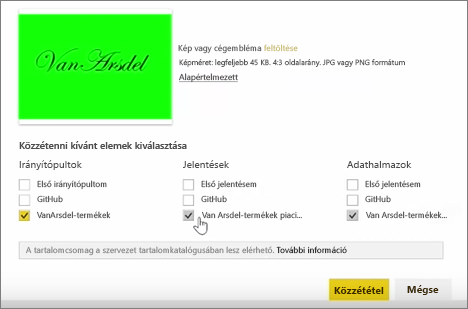 VanArsdel
Kép vagy cégembléma feltöltése
Képméret: legfeljebb 45 KB. 4:3 oldalarány. JPG vagy PNG formátum
Alapértelmezett
Közzétenni kívánt elemek kiválasztása
Irányítópultok
Jelentések
Adathalmazok
Első irányítópultom
Első jelentésem
Első jelentésem
GitHub
GitHub
GitHub
VanArsdel-termékek
Van Arsdel-termékek piaci...
Van Arsdel-termékek...
A tartalomcsomag a szervezet tartalomkatalógusában lesz elérhető. További információ
Közzététel
Mégse